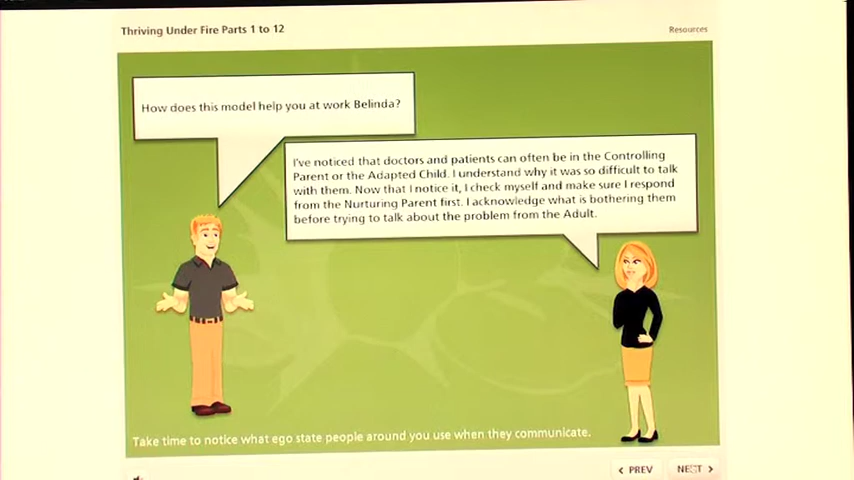 Thriving Under Fire Parts 1 to 12
Resources
How does this model help you at work Belinda?
I've noticed that doctors and patients can often be in the Controlling
Parent or the Adapted Child. I understand why it was so difficult to talk
with them. Now that I notice it, I check myself and make sure I respond
from the Nurturing Parent first. I acknowledge what is bothering them
before trying to talk about the problem from the Adult.
Take time to notice what ego state people around you use when they communicate.
PREV
NEXT